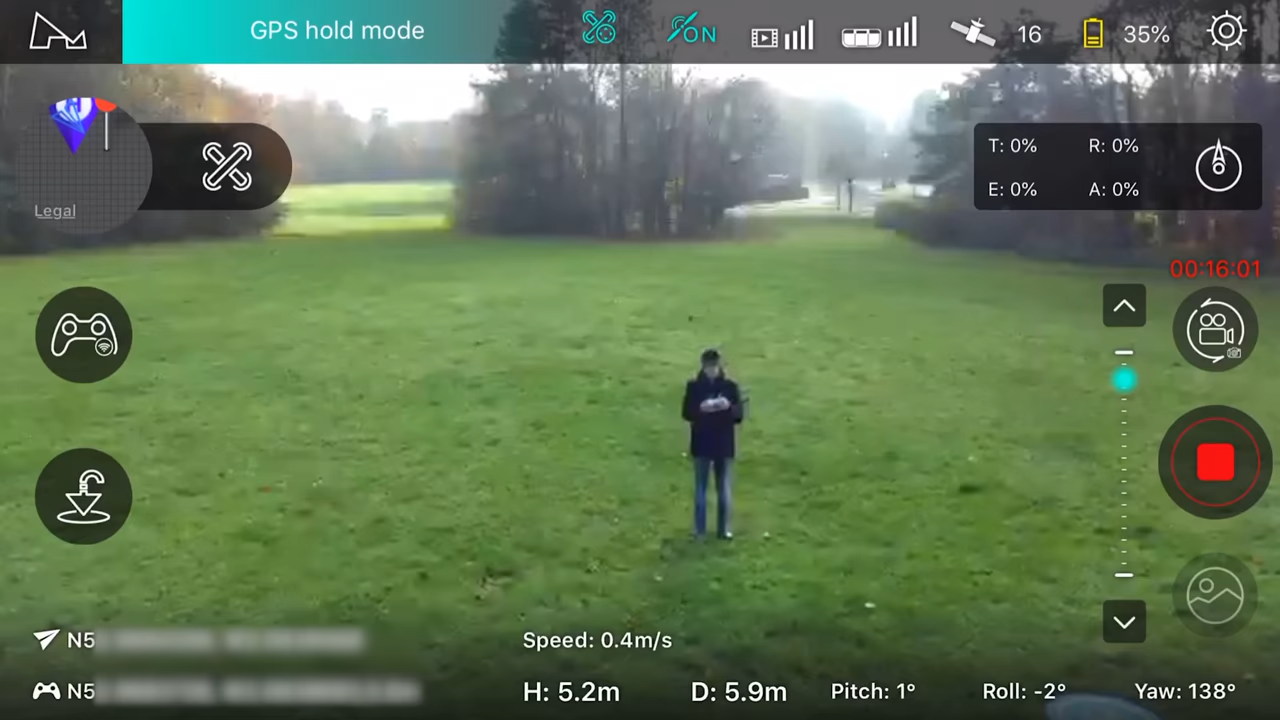 GPS hold mode
ON
16
35%
Legal
T: 0% R: 0%
E: 0% A: 0%
00:16:01
N5
Speed: 0.4m/s
N5
H: 5.2m D: 5.9m Pitch: 1° Roll: -2° Yaw: 138°